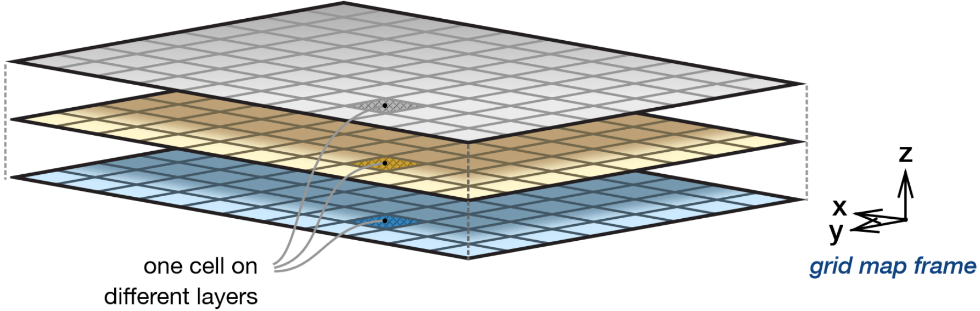 z
x
y
grid map frame
one cell on
different layers